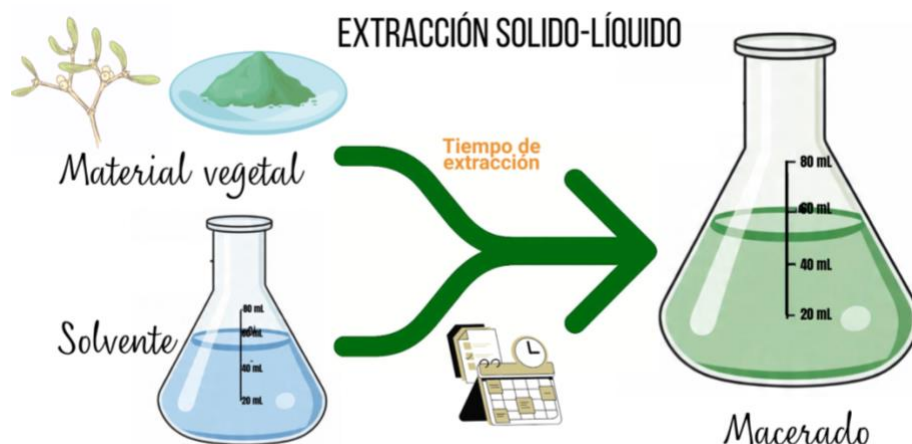 EXTRACCIÓN SOLIDO-LÍQUIDO
Material vegetal
Tiempo de
extracción
Solvente
80 mL
60 mL
40 mL
20 mL
80 mL
60 mL
40 mL
20 mL
Macerado